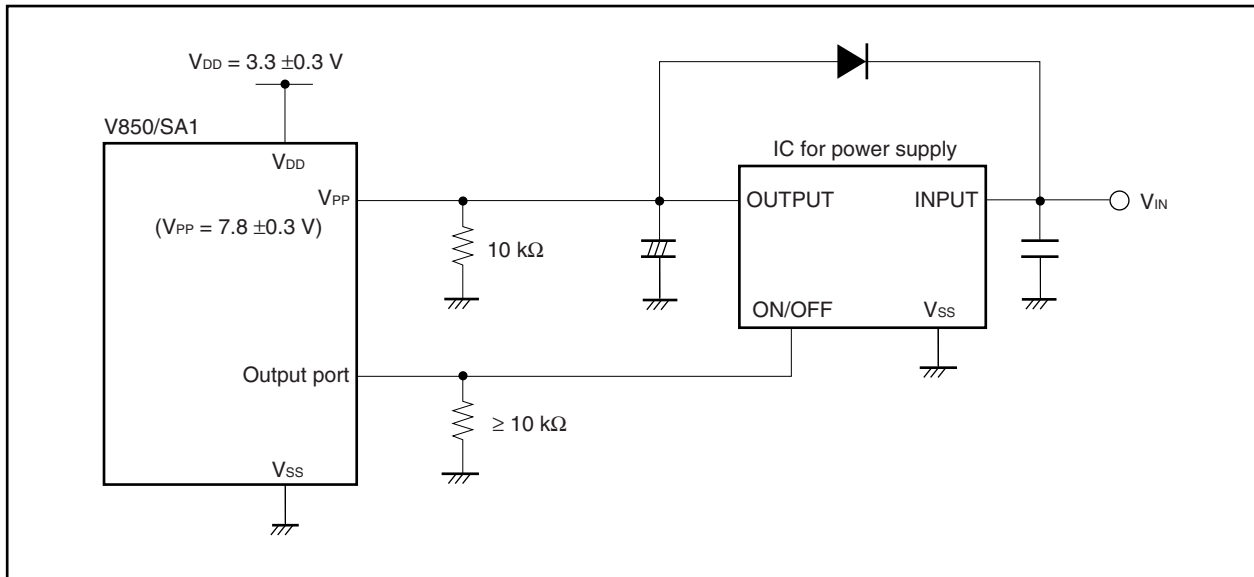 VDD = 3.3 ±0.3 V
V850/SA1
VDD
IC for power supply
VPP
OUTPUT
INPUT
VIN
(VPP = 7.8 ±0.3 V)
10 kΩ
ON/OFF
VSS
Output port
≥ 10 kΩ
VSS